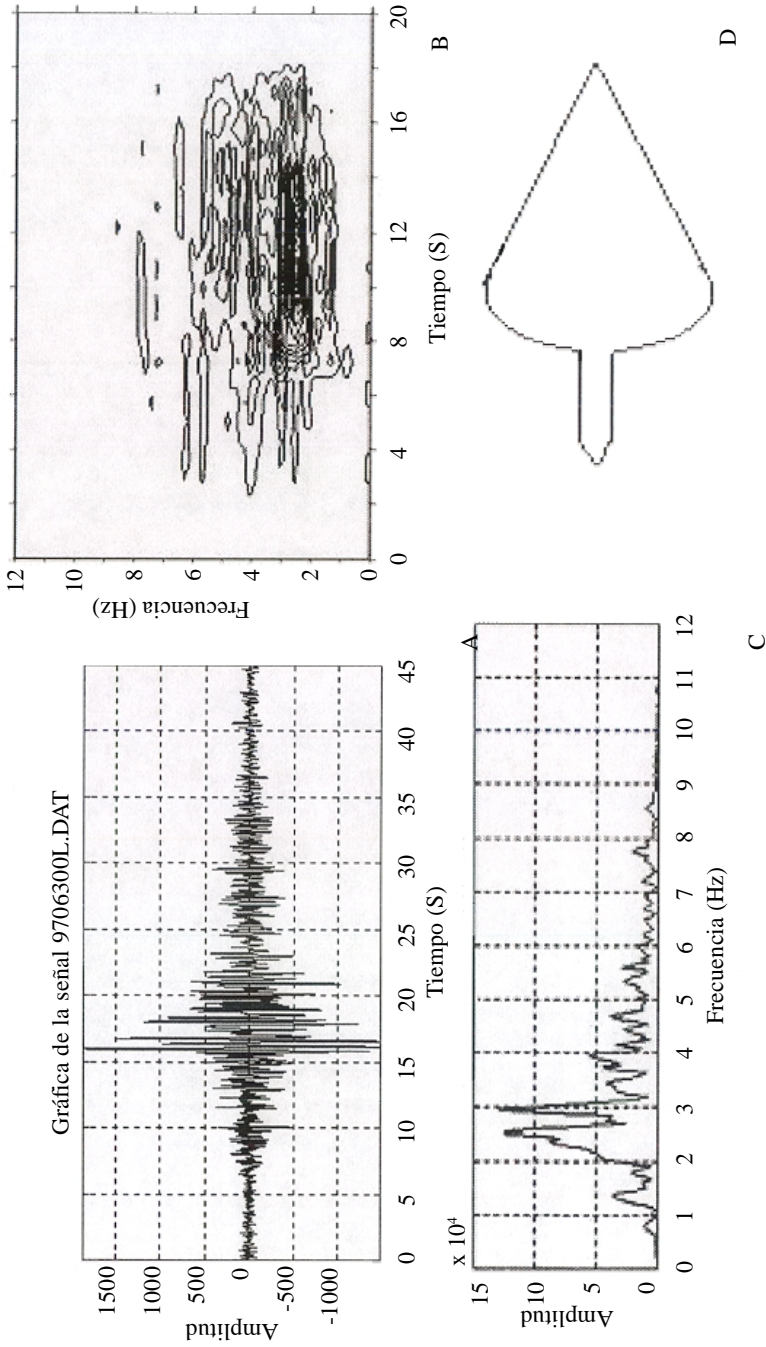 Gráfica de la señal 9706300L.DAT
Amplitud
1500
1000
500
0
-500
-1000
0 5 10 15 20 25 30 35 40 45
Tiempo (S)
A
Frecuencia (Hz)
12
10
8
6
4
2
0
0 4 8 12 16 20
Tiempo (S)
B
x 10⁴
Amplitud
15
10
5
0
0 1 2 3 4 5 6 7 8 9 10 11 12
Frecuencia (Hz)
C
D